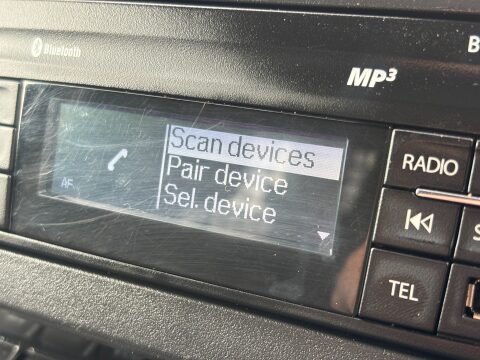 Bluetooth
MP3
B
Scan devices
Pair device
Sel. device
AF
RADIO
TEL
S